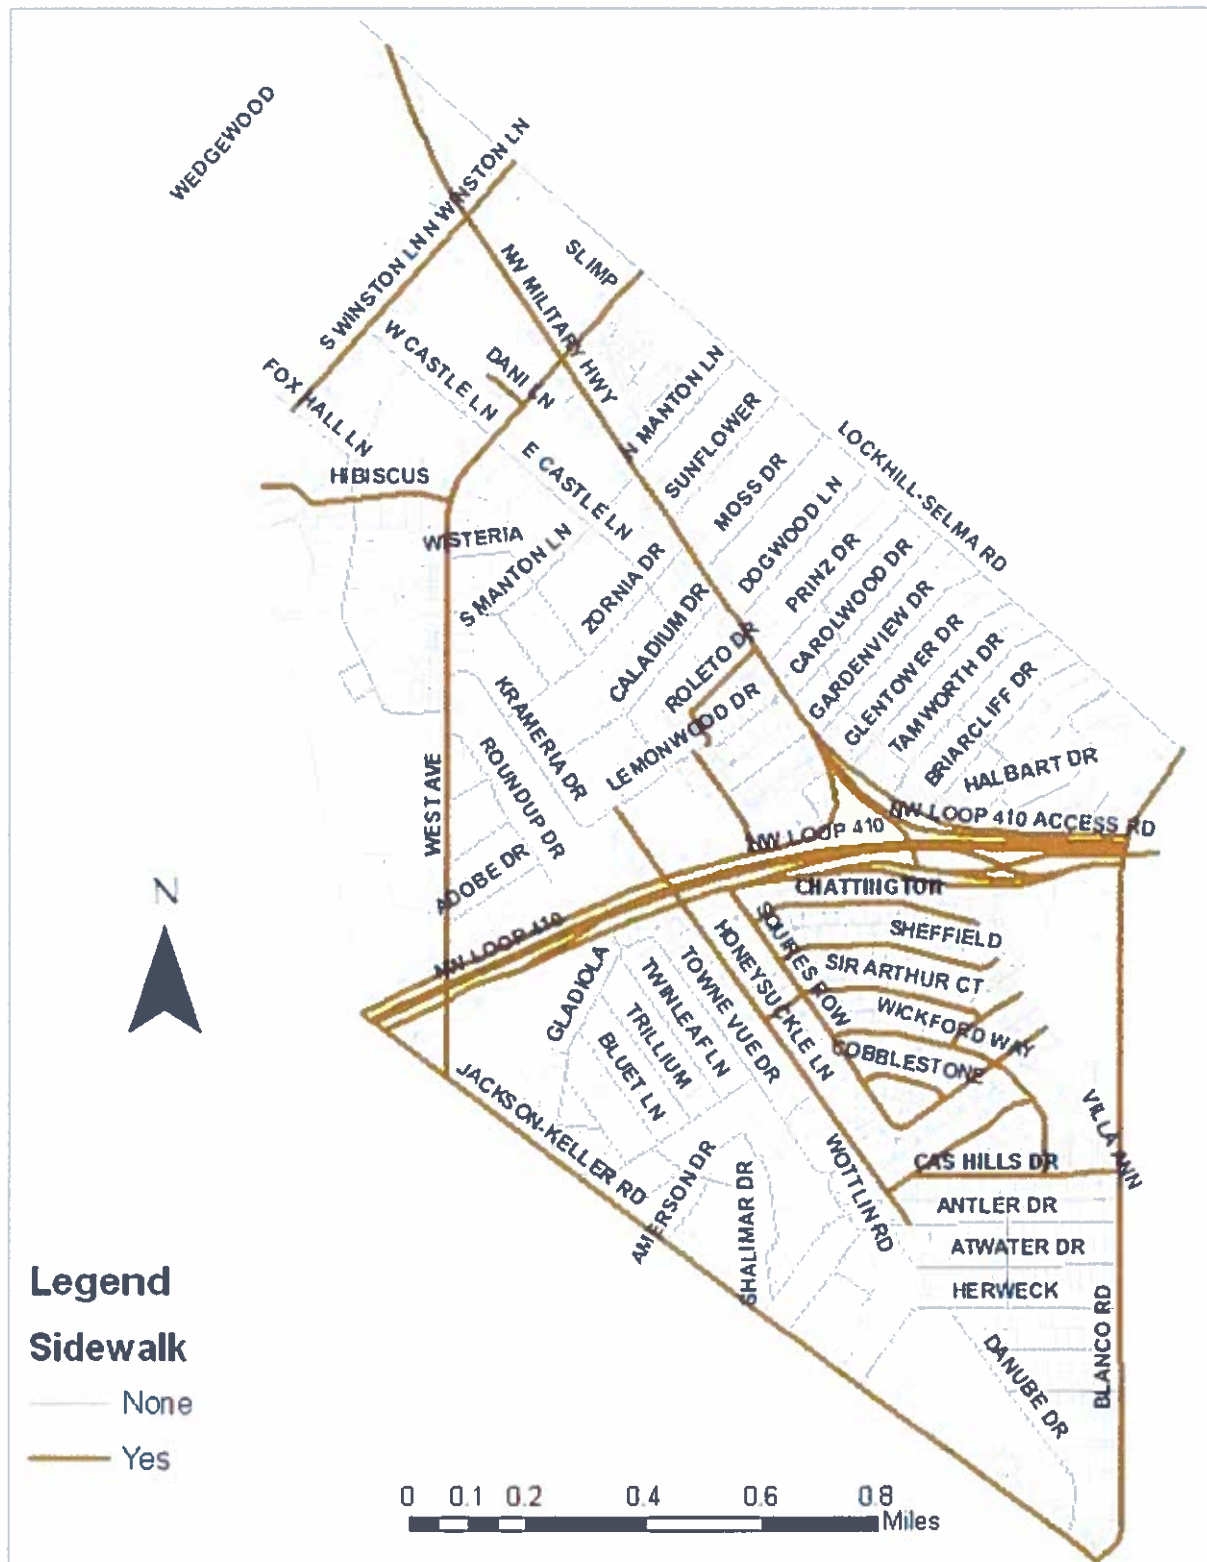 WEDGEWOOD
N WINSTON LN
S WINSTON LN
SLIMP
NW MILITARY HWY
W CASTLE LN
DANI LN
FOX HALL LN
N MANTON LN
SUNFLOWER
LOCKHILL-SELMA RD
HIBISCUS
E CASTLE LN
MOSS DR
DOGWOOD LN
WISTERIA
S MANTON LN
ZORNIA DR
PRINZ DR
CAROLWOOD DR
CALADIUM DR
GARDENVIEW DR
ROLETO DR
GLENTOWER DR
TAMWORTH DR
BRIARCLIFF DR
KRAMERIA DR
LEMONWOOD DR
ROUNDUP DR
HALBART DR
WEST AVE
NW LOOP 410 ACCESS RD
NW LOOP 410
ADOBE DR
CHATTINGTON
N
NW LOOP 410
SQUIRES ROW
SHEFFIELD
HONEYSUCKLE LN
SIR ARTHUR CT
GLADIOLA
TOWNE VUE DR
TWINLEAF LN
TRILLIUM
BLUET LN
WICKFORD WAY
COBBLESTONE
JACKSON-KELLER RD
VILLA ANN
WOTTLIN RD
CAS HILLS DR
AMERSON DR
SHALIMAR DR
ANTLER DR
ATWATER DR
HERWECK
BLANCO RD
DANUBE DR
Legend
Sidewalk
None
Yes
0 0.1 0.2 0.4 0.6 0.8
Miles